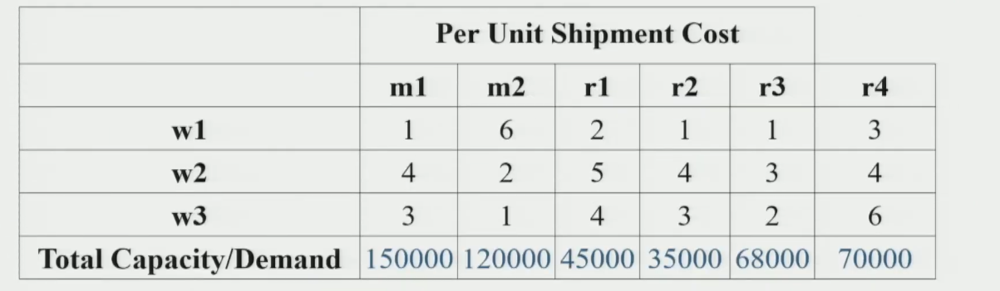 Per Unit Shipment Cost
m1 m2 r1 r2 r3 r4
w1 1 6 2 1 1 3
w2 4 2 5 4 3 4
w3 3 1 4 3 2 6
Total Capacity/Demand 150000 120000 45000 35000 68000 70000